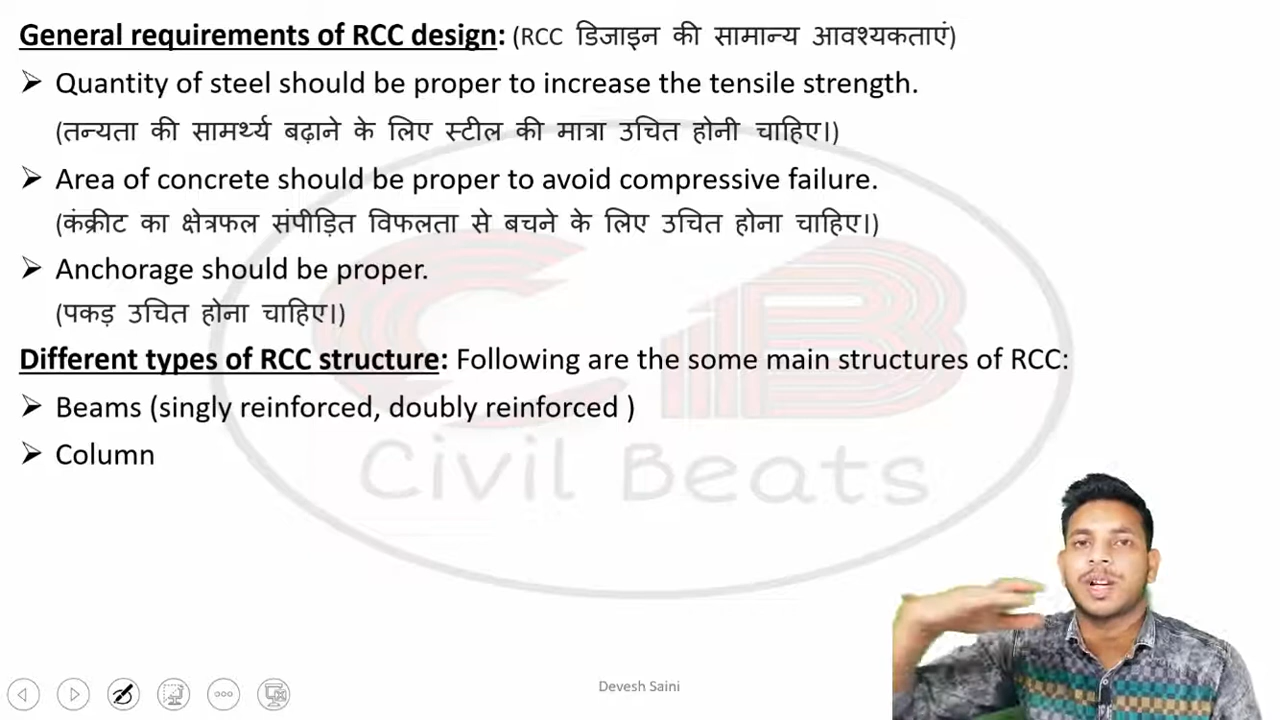 General requirements of RCC design: (RCC डिजाइन की सामान्य आवश्यकताएं)
➢ Quantity of steel should be proper to increase the tensile strength.
(तन्यता की सामर्थ्य बढ़ाने के लिए स्टील की मात्रा उचित होनी चाहिए।)
➢ Area of concrete should be proper to avoid compressive failure.
(कंक्रीट का क्षेत्रफल संपीड़ित विफलता से बचने के लिए उचित होना चाहिए।)
➢ Anchorage should be proper.
(पकड़ उचित होना चाहिए।)
Different types of RCC structure: Following are the some main structures of RCC:
➢ Beams (singly reinforced, doubly reinforced )
➢ Column
CB
Civil Beats
Devesh Saini